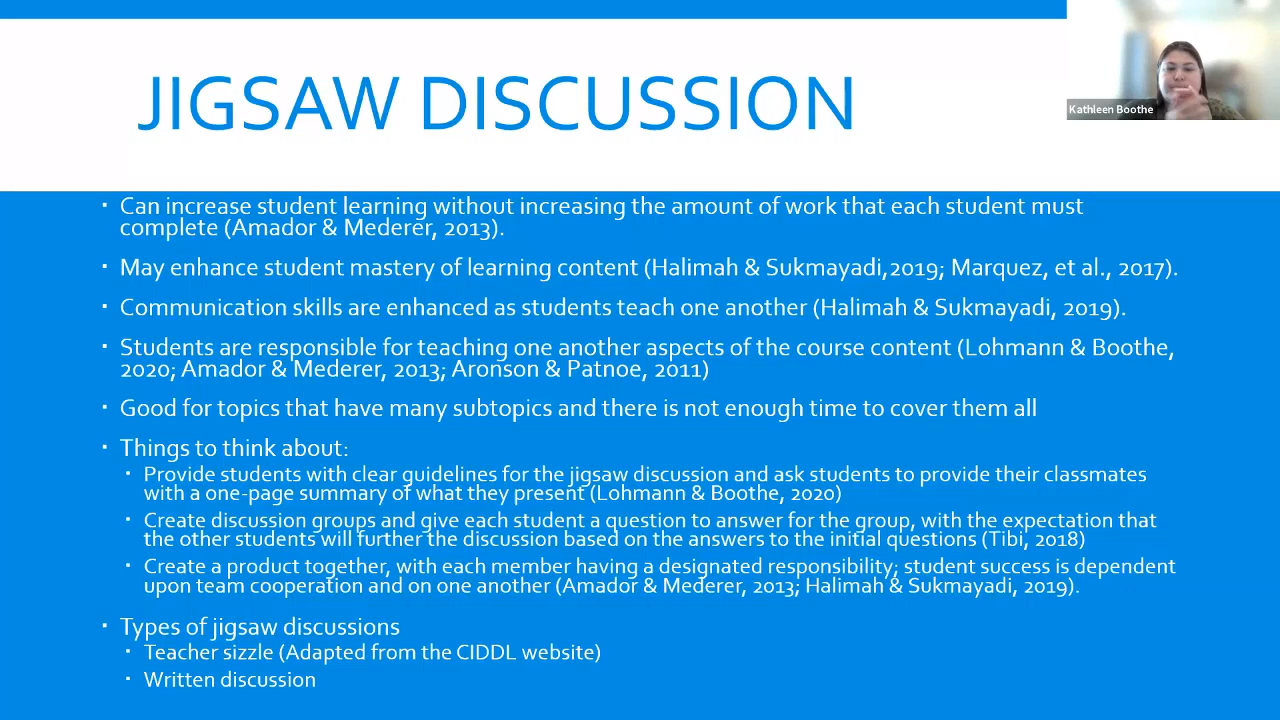 JIGSAW DISCUSSION
Kathleen Boothe
▪ Can increase student learning without increasing the amount of work that each student must
complete (Amador & Mederer, 2013).
▪ May enhance student mastery of learning content (Halimah & Sukmayadi,2019; Marquez, et al., 2017).
▪ Communication skills are enhanced as students teach one another (Halimah & Sukmayadi, 2019).
▪ Students are responsible for teaching one another aspects of the course content (Lohmann & Boothe,
2020; Amador & Mederer, 2013; Aronson & Patnoe, 2011)
▪ Good for topics that have many subtopics and there is not enough time to cover them all
▪ Things to think about:
▪ Provide students with clear guidelines for the jigsaw discussion and ask students to provide their classmates
with a one-page summary of what they present (Lohmann & Boothe, 2020)
▪ Create discussion groups and give each student a question to answer for the group, with the expectation that
the other students will further the discussion based on the answers to the initial questions (Tibi, 2018)
▪ Create a product together, with each member having a designated responsibility; student success is dependent
upon team cooperation and on one another (Amador & Mederer, 2013; Halimah & Sukmayadi, 2019).
▪ Types of jigsaw discussions
▪ Teacher sizzle (Adapted from the CIDDL website)
▪ Written discussion